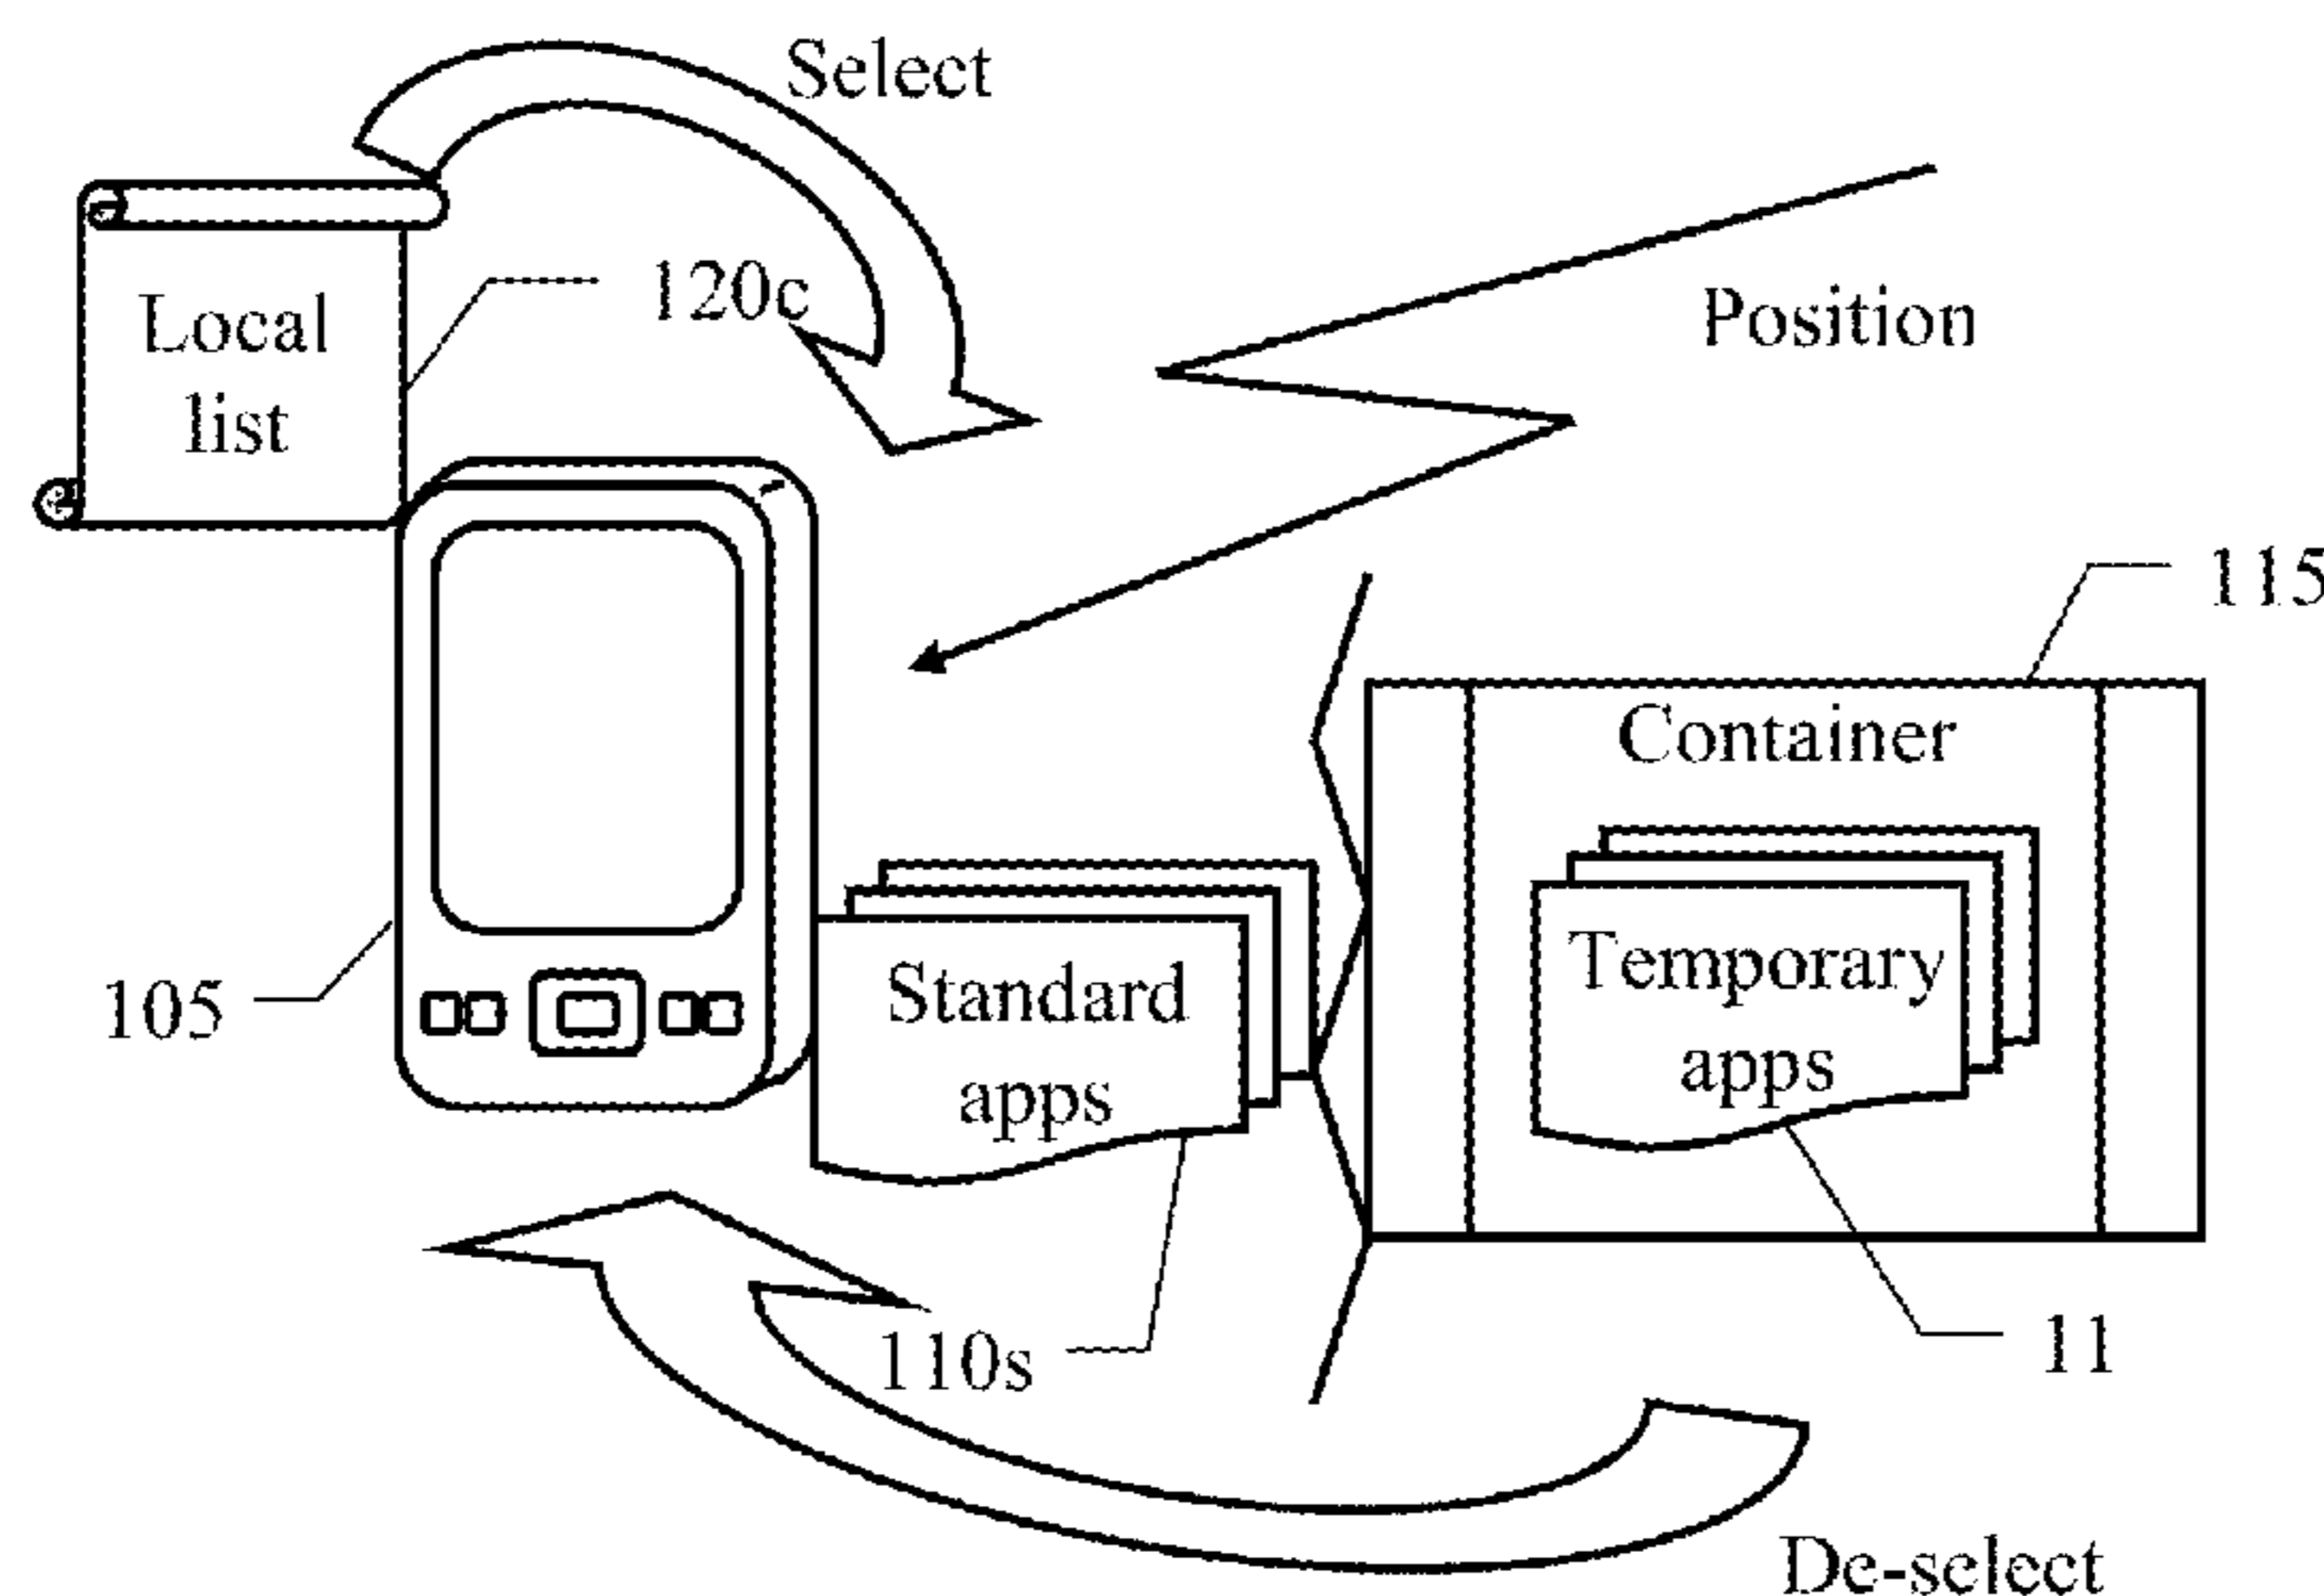 Select
120c
Local
list
Position
115
Container
Temporary
apps
105
Standard
apps
110s
11
De-select